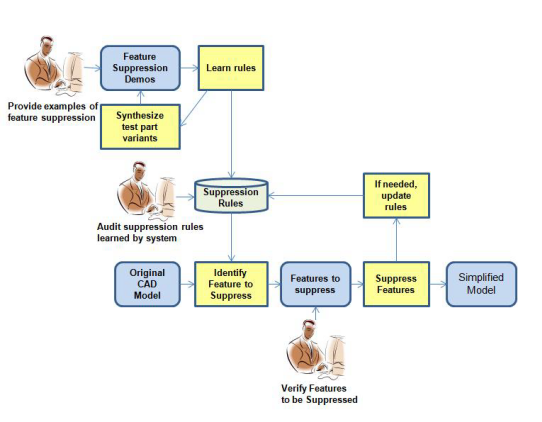 Feature
Suppression
Demos
Learn rules
Provide examples of
feature suppression
Synthesize
test part
variants
Suppression
Rules
If needed,
update
rules
Audit suppression rules
learned by system
Original
CAD
Model
Identify
Feature to
Suppress
Features to
suppress
Suppress
Features
Simplified
Model
Verify Features
to be Suppressed